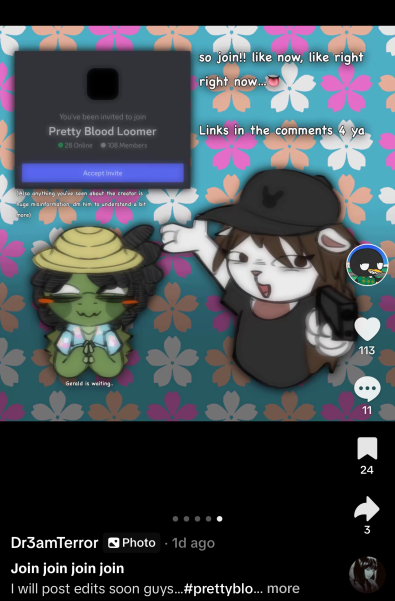 so join!! like now, like right
right now...
You've been invited to join
Pretty Blood Loomer
28 Online 108 Members
Links in the comments 4 ya
Accept Invite
(Also anything you've seen about the creator is
huge misinformation, am him to understand a lot
more)
Gerald is waiting..
113
11
24
3
Dr3amTerror Photo · 1d ago
Join join join join
I will post edits soon guys...#prettyblo... more